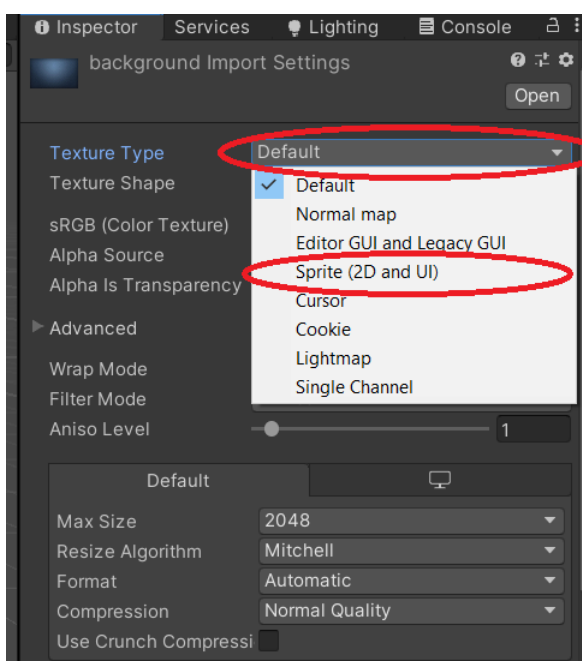 Inspector Services Lighting Console
background Import Settings
Open
Texture Type Default
Texture Shape
Default
Normal map
sRGB (Color Texture)
Editor GUI and Legacy GUI
Alpha Source
Sprite (2D and UI)
Alpha Is Transparency
Cursor
Advanced
Cookie
Lightmap
Wrap Mode
Single Channel
Filter Mode
Aniso Level 1
Default
Max Size 2048
Resize Algorithm Mitchell
Format Automatic
Compression Normal Quality
Use Crunch Compressi